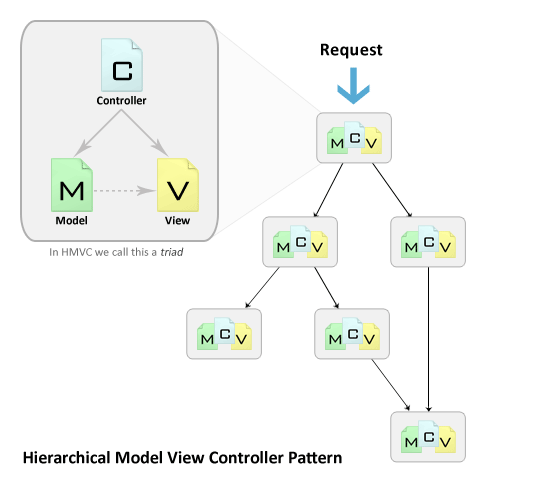 Request
C
Controller
M
V
Model
View
In HMVC we call this a triad
M C V
M C V
M C V
M C V
M C V
M C V
Hierarchical Model View Controller Pattern